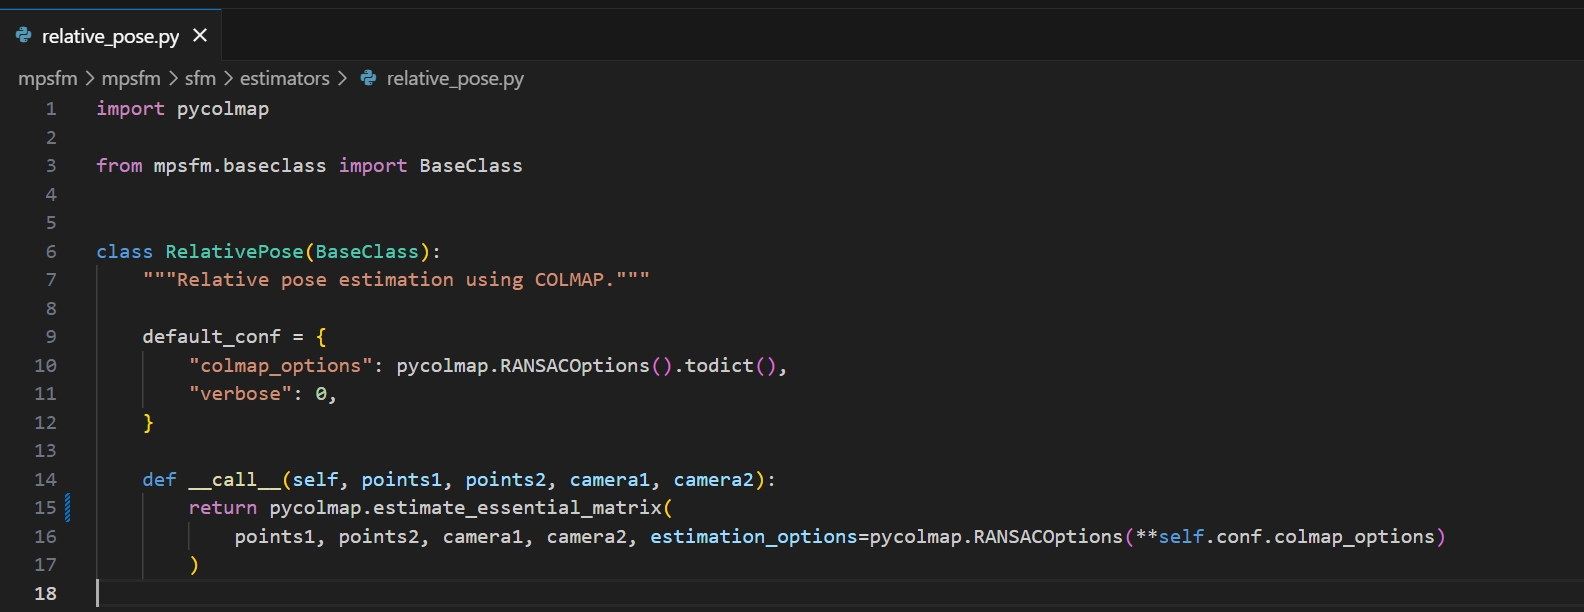 relative_pose.py ×
mpsfm > mpsfm > sfm > estimators > relative_pose.py
1 import pycolmap
2
3 from mpsfm.baseclass import BaseClass
4
5
6 class RelativePose(BaseClass):
7     """Relative pose estimation using COLMAP."""
8
9     default_conf = {
10         "colmap_options": pycolmap.RANSACOptions().todict(),
11         "verbose": 0,
12     }
13
14     def __call__(self, points1, points2, camera1, camera2):
15         return pycolmap.estimate_essential_matrix(
16             points1, points2, camera1, camera2, estimation_options=pycolmap.RANSACOptions(**self.conf.colmap_options)
17         )
18